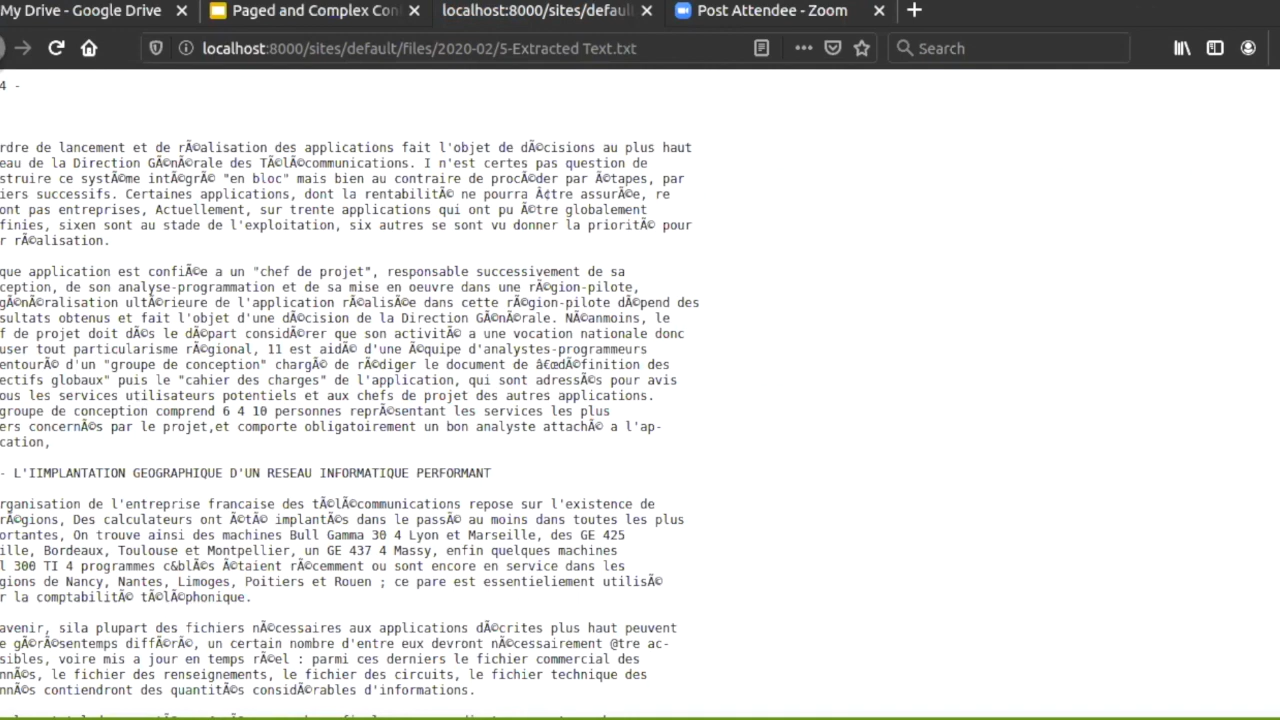 My Drive - Google Drive
Paged and Complex Con
localhost:8000/sites/defaul
Post Attendee - Zoom
localhost:8000/sites/default/files/2020-02/5-Extracted Text.txt
Search
4 -
rdre de lancement et de rÃ©alisation des applications fait l'objet de dÃ©cisions au plus haut
eau de la Direction GÃ©nÃ©rale des TÃ©lÃ©communications. I n'est certes pas question de
struire ce systÃ©me intÃ©grÃ© "en bloc" mais bien au contraire de procÃ©der par Ã©tapes, par
iers successifs. Certaines applications, dont la rentabilitÃ© ne pourra Ã¢tre assurÃ©e, re
ont pas entreprises, Actuellement, sur trente applications qui ont pu Ãªtre globalement
finies, sixen sont au stade de l'exploitation, six autres se sont vu donner la prioritÃ© pour
r rÃ©alisation.
que application est confiÃ©e a un "chef de projet", responsable successivement de sa
ception, de son analyse-programmation et de sa mise en oeuvre dans une rÃ©gion-pilote,
gÃ©nÃ©ralisation ultÃ©rieure de l'application rÃ©alisÃ©e dans cette rÃ©gion-pilote dÃ©pend des
sultats obtenus et fait l'objet d'une dÃ©cision de la Direction GÃ©nÃ©rale. NÃ©anmoins, le
f de projet doit dÃ©s le dÃ©part considÃ©rer que son activitÃ© a une vocation nationale donc
user tout particularisme rÃ©gional, 11 est aidÃ© d'une Ã©quipe d'analystes-programmeurs
entourÃ© d'un "groupe de conception" chargÃ© de rÃ©diger le document de â€œdÃ©finition des
ectifs globaux" puis le "cahier des charges" de l'application, qui sont adressÃ©s pour avis
ous les services utilisateurs potentiels et aux chefs de projet des autres applications.
groupe de conception comprend 6 4 10 personnes reprÃ©sentant les services les plus
ers concernÃ©s par le projet,et comporte obligatoirement un bon analyste attachÃ© a l'ap-
cation,
- L'IIMPLANTATION GEOGRAPHIQUE D'UN RESEAU INFORMATIQUE PERFORMANT
rganisation de l'entreprise francaise des tÃ©lÃ©communications repose sur l'existence de
rÃ©gions, Des calculateurs ont Ã©tÃ© implantÃ©s dans le passÃ© au moins dans toutes les plus
ortantes, On trouve ainsi des machines Bull Gamma 30 4 Lyon et Marseille, des GE 425
ille, Bordeaux, Toulouse et Montpellier, un GE 437 4 Massy, enfin quelques machines
l 300 TI 4 programmes c&blÃ©s Ã©taient rÃ©cemment ou sont encore en service dans les
gions de Nancy, Nantes, Limoges, Poitiers et Rouen ; ce pare est essentieliement utilisÃ©
r la comptabilitÃ© tÃ©lÃ©phonique.
avenir, sila plupart des fichiers nÃ©cessaires aux applications dÃ©crites plus haut peuvent
e gÃ©rÃ©sentemps diffÃ©rÃ©, un certain nombre d'entre eux devront nÃ©cessairement @tre ac-
sibles, voire mis a jour en temps rÃ©el : parmi ces derniers le fichier commercial des
nnÃ©s, le fichier des renseignements, le fichier des circuits, le fichier technique des
nnÃ©s contiendront des quantitÃ©s considÃ©rables d'informations.